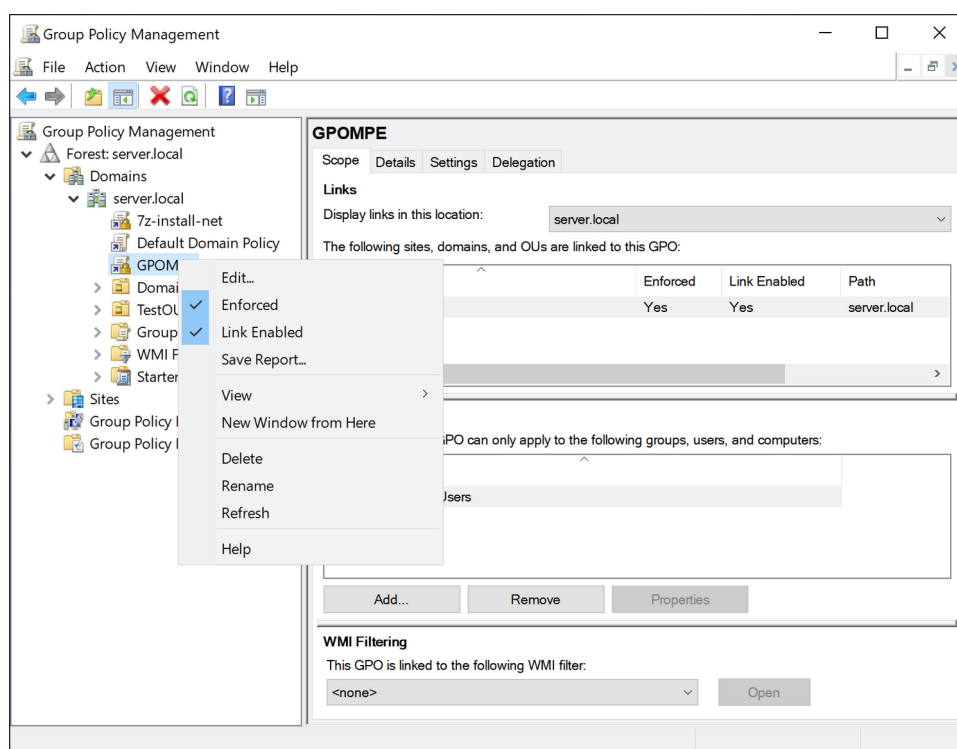 Group Policy Management
File Action View Window Help
Group Policy Management
Forest: server.local
Domains
server.local
7z-install-net
Default Domain Policy
GPOM
Domai
TestOU
Group
WMI F
Starter
Sites
Group Policy
Group Policy
Edit...
Enforced
Link Enabled
Save Report...
View
New Window from Here
Delete
Rename
Refresh
Help
GPOMPE
Scope Details Settings Delegation
Links
Display links in this location: server.local
The following sites, domains, and OUs are linked to this GPO:
Enforced Link Enabled Path
Yes Yes server.local
GPO can only apply to the following groups, users, and computers:
Users
Add... Remove Properties
WMI Filtering
This GPO is linked to the following WMI filter:
<none> Open